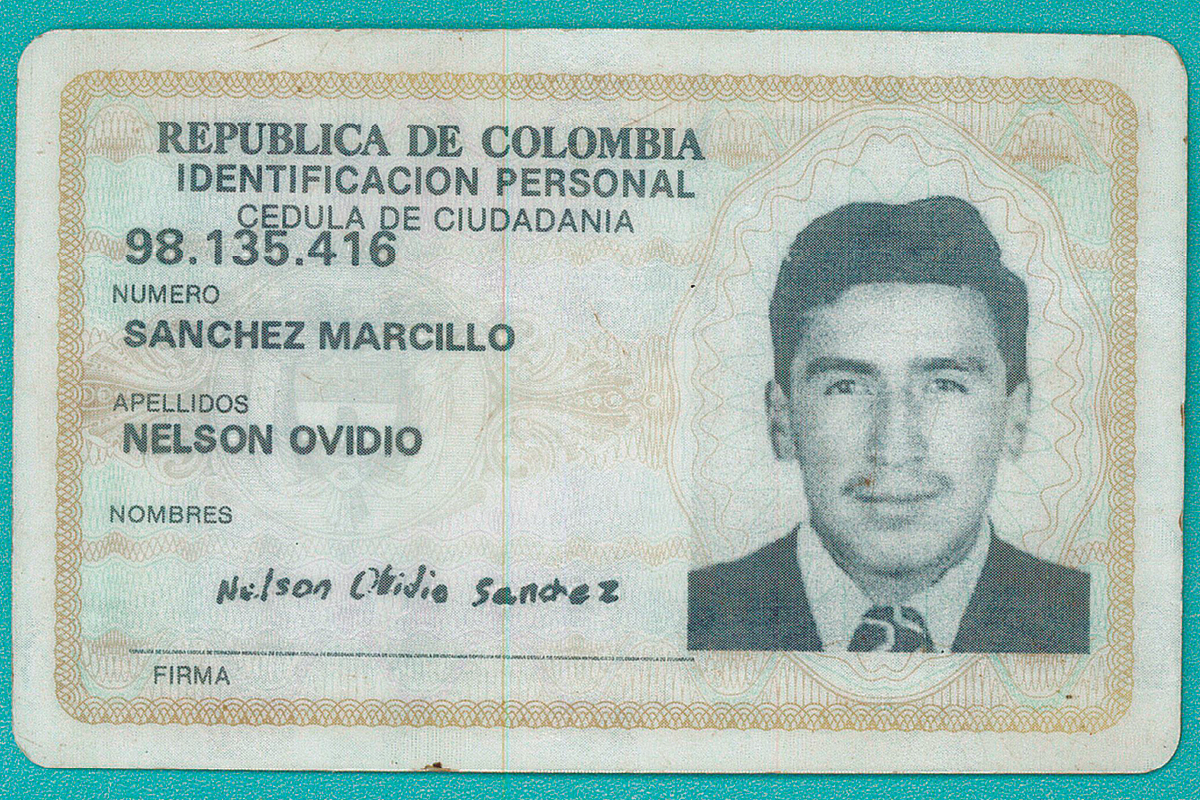 REPUBLICA DE COLOMBIA
IDENTIFICACION PERSONAL
CEDULA DE CIUDADANIA
98.135.416
NUMERO
SANCHEZ MARCILLO
APELLIDOS
NELSON OVIDIO
NOMBRES
Nelson Ovidio Sanchez
FIRMA